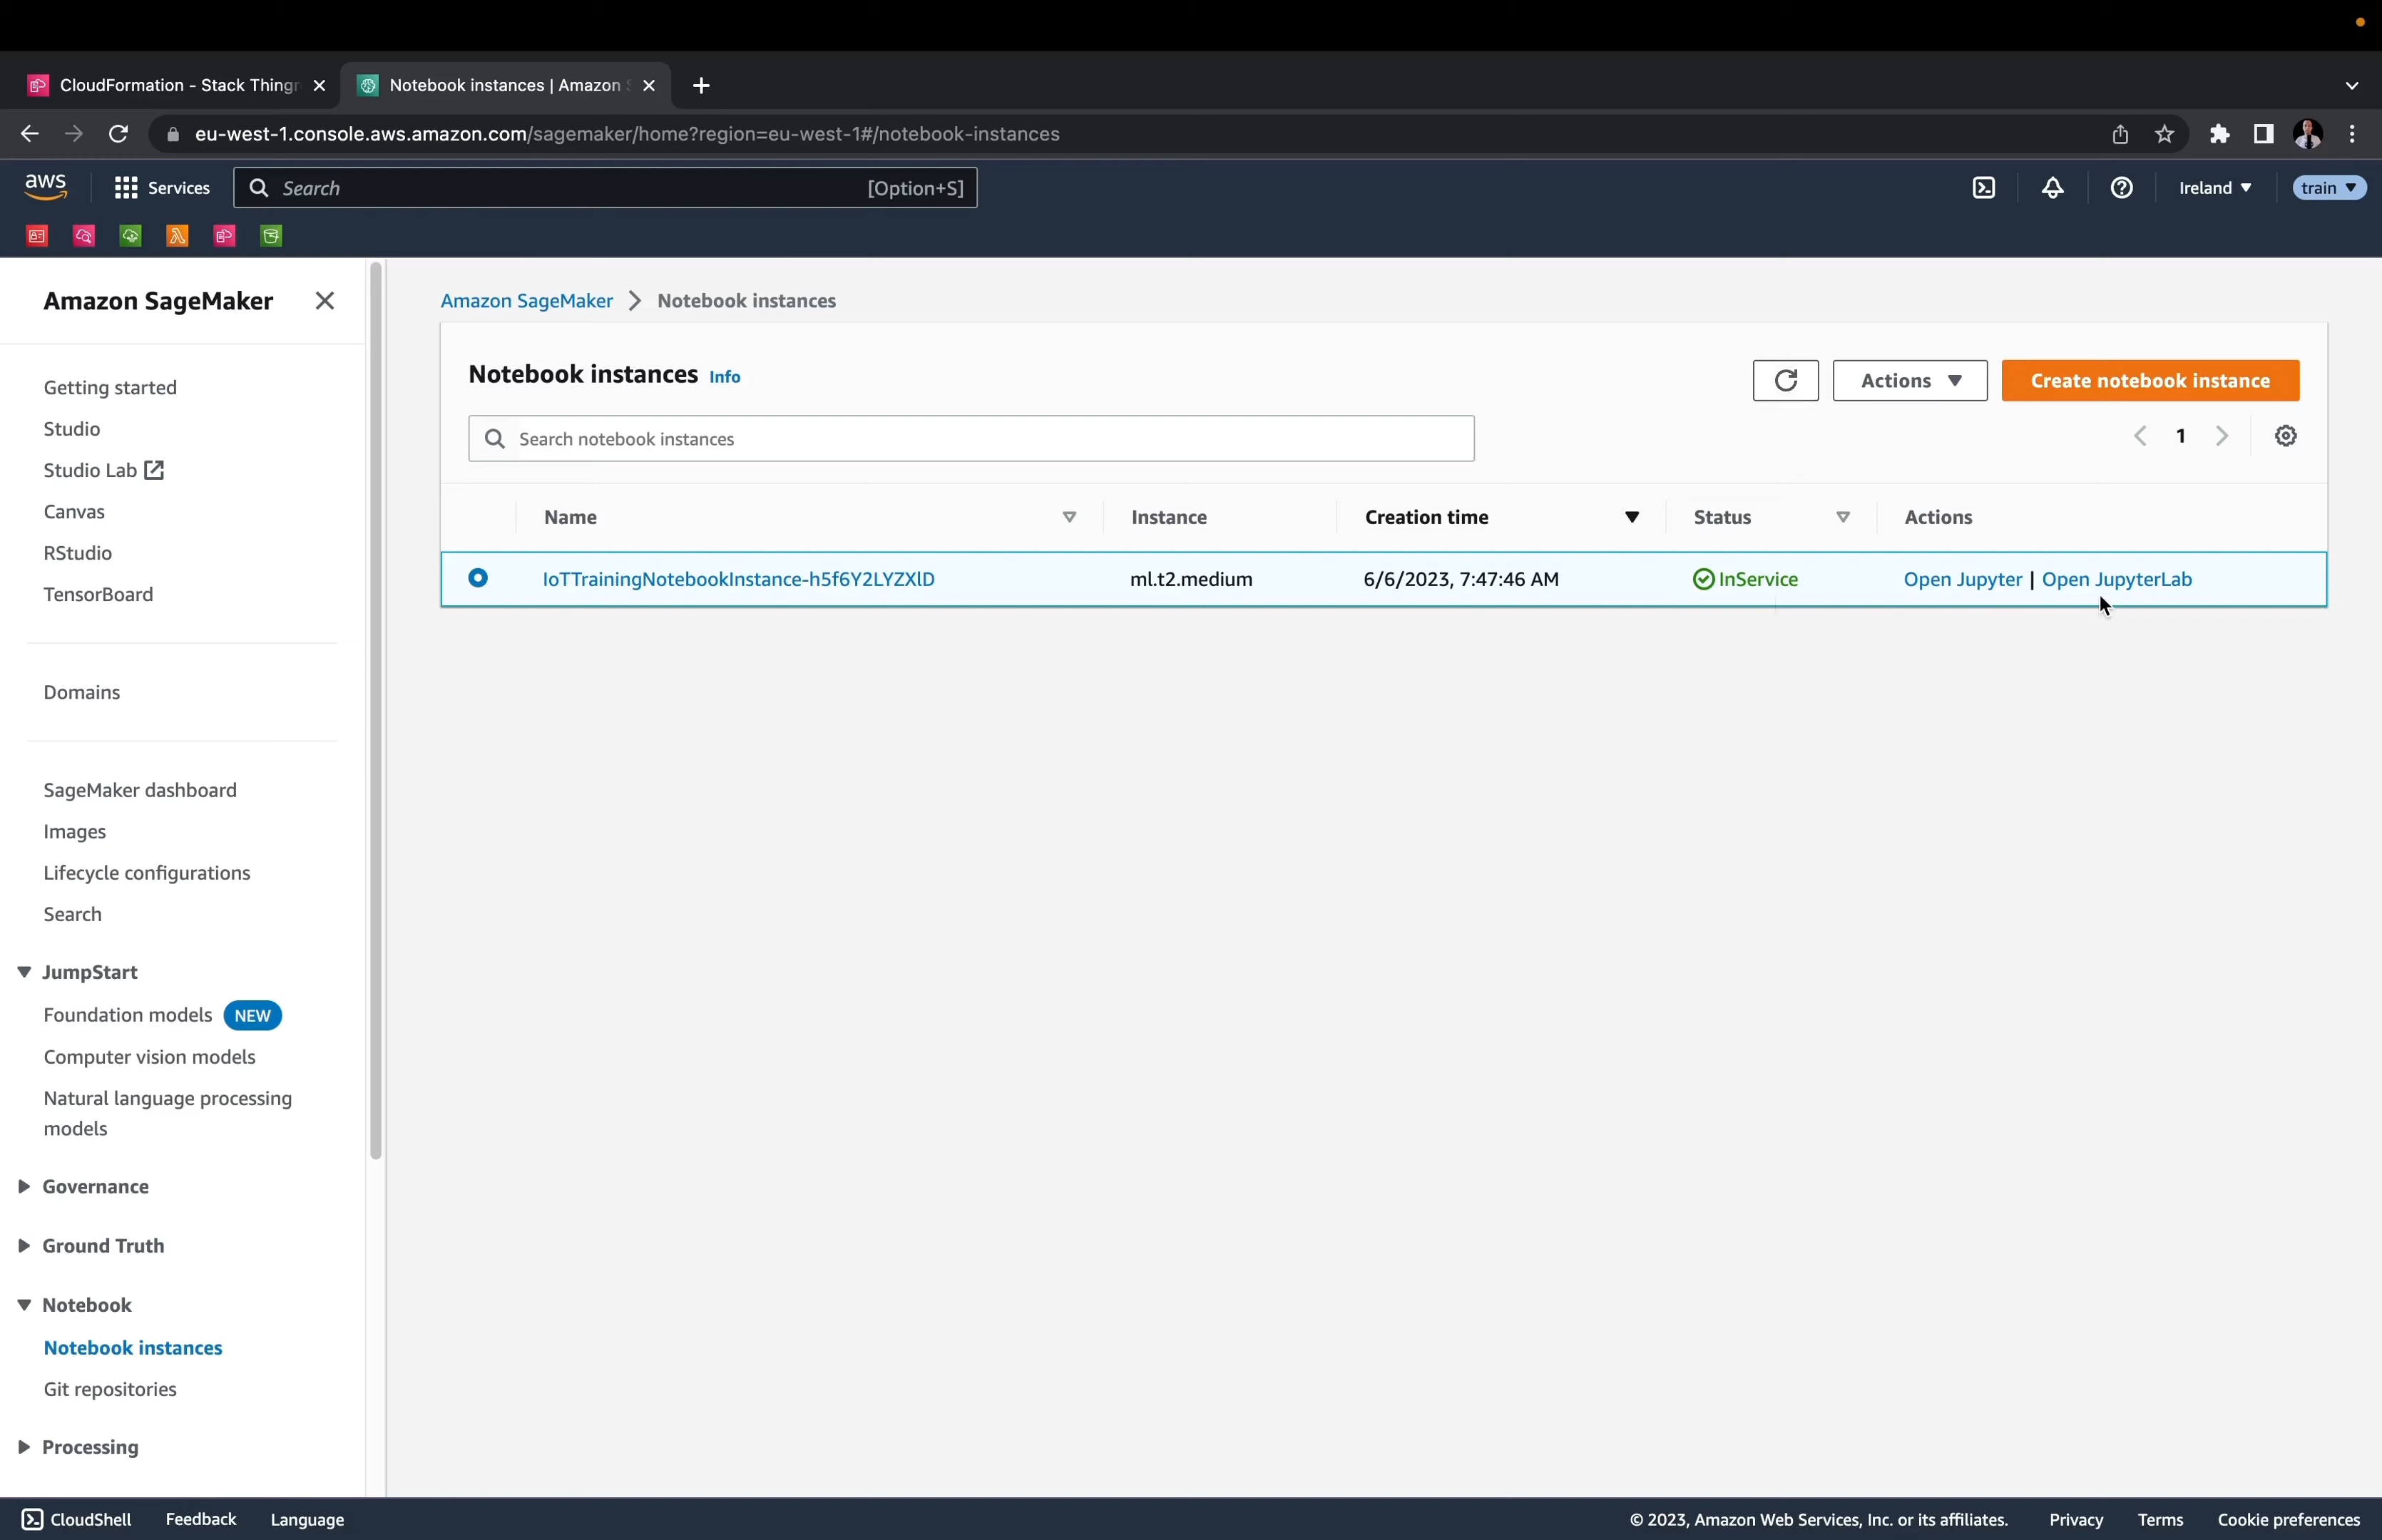 CloudFormation - Stack Thingr
Notebook instances | Amazon S
eu-west-1.console.aws.amazon.com/sagemaker/home?region=eu-west-1#/notebook-instances
aws
Services
Search
[Option+S]
Ireland
train
Amazon SageMaker
Getting started
Studio
Studio Lab
Canvas
RStudio
TensorBoard
Domains
SageMaker dashboard
Images
Lifecycle configurations
Search
JumpStart
Foundation models NEW
Computer vision models
Natural language processing
models
Governance
Ground Truth
Notebook
Notebook instances
Git repositories
Processing
Amazon SageMaker
Notebook instances
Notebook instances Info
Actions
Create notebook instance
Search notebook instances
1
Name Instance Creation time Status Actions
IoTTrainingNotebookInstance-h5f6Y2LYZXlD ml.t2.medium 6/6/2023, 7:47:46 AM InService Open Jupyter | Open JupyterLab
CloudShell Feedback Language © 2023, Amazon Web Services, Inc. or its affiliates. Privacy Terms Cookie preferences